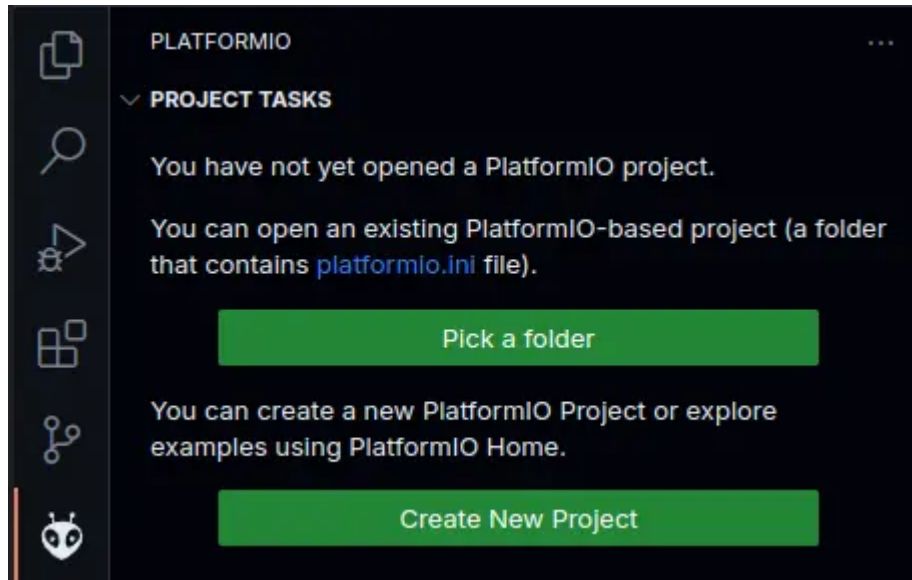 PLATFORMIO
PROJECT TASKS
You have not yet opened a PlatformIO project.
You can open an existing PlatformIO-based project (a folder
that contains platformio.ini file).
Pick a folder
You can create a new PlatformIO Project or explore
examples using PlatformIO Home.
Create New Project